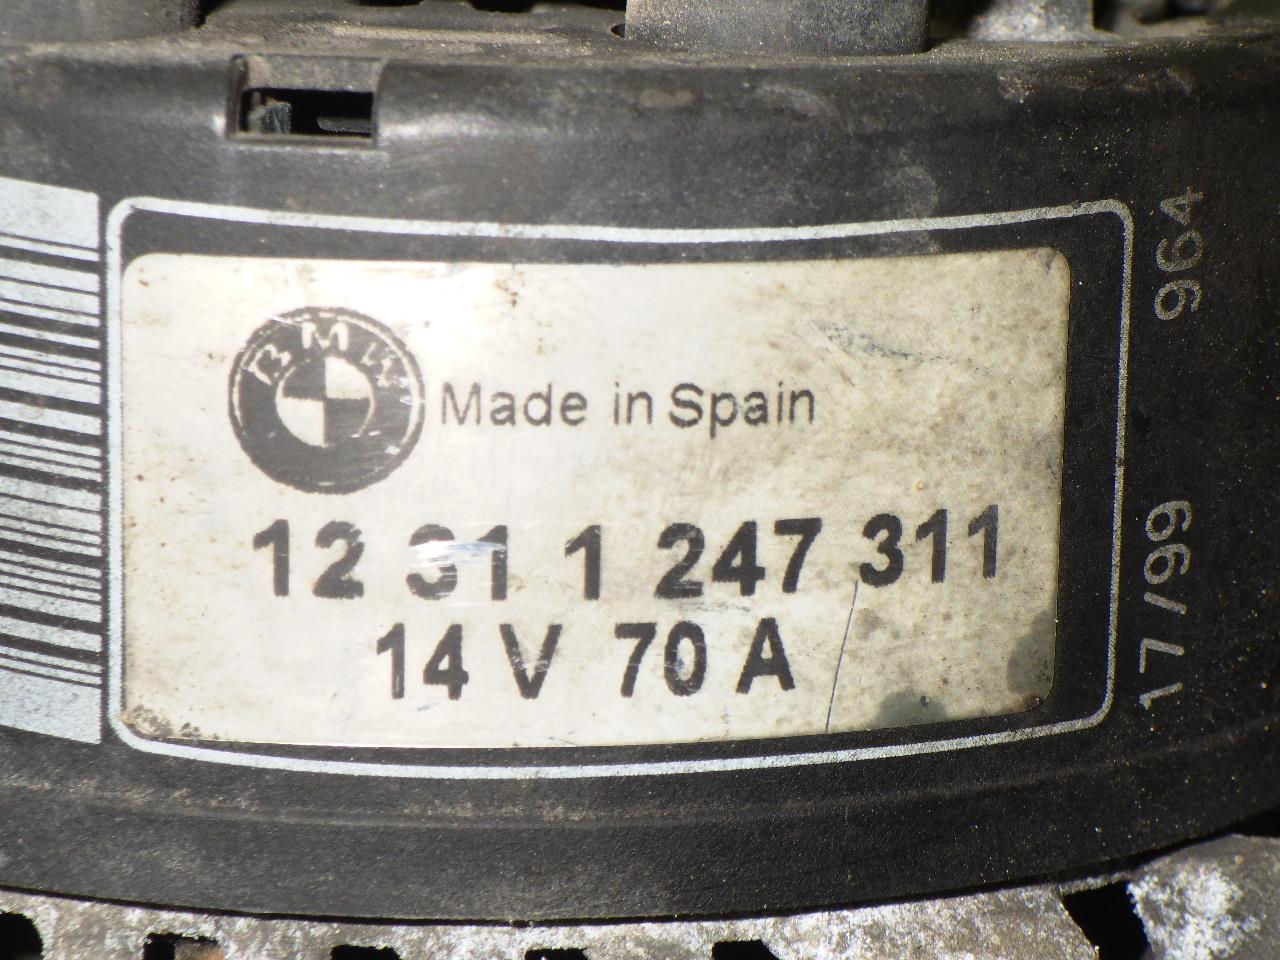 BMW
Made in Spain
12 31 1 247 311
14 V 70 A
17/99 964